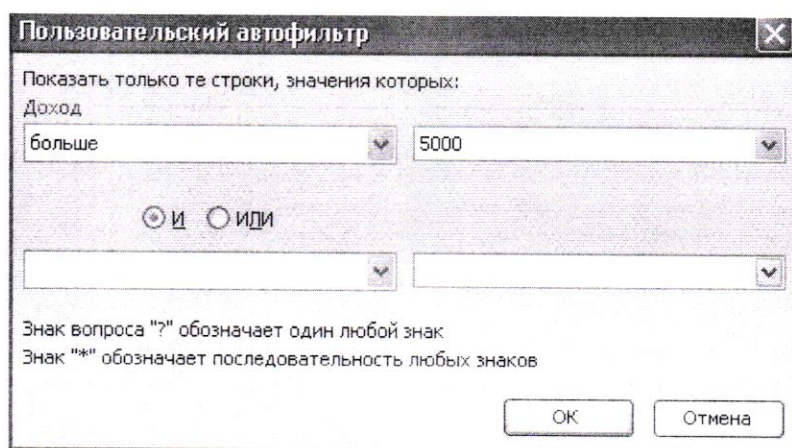 Пользовательский автофильтр
Показать только те строки, значения которых:
Доход
больше 5000
И ИЛИ
Знак вопроса "?" обозначает один любой знак
Знак "*" обозначает последовательность любых знаков
ОК Отмена